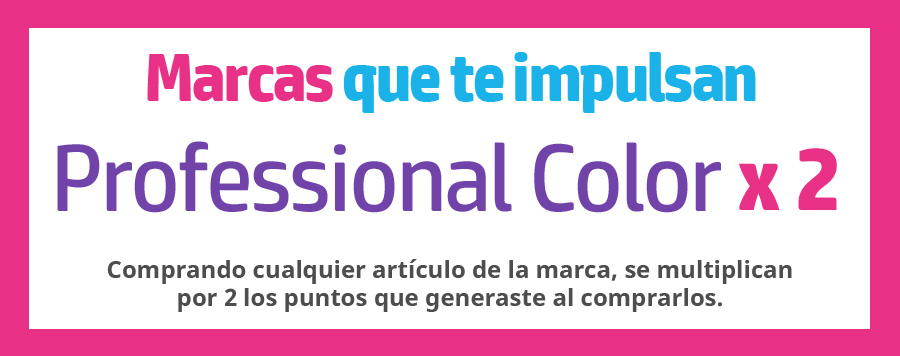 Marcas que te impulsan
Professional Color x 2
Comprando cualquier artículo de la marca, se multiplican
por 2 los puntos que generaste al comprarlos.